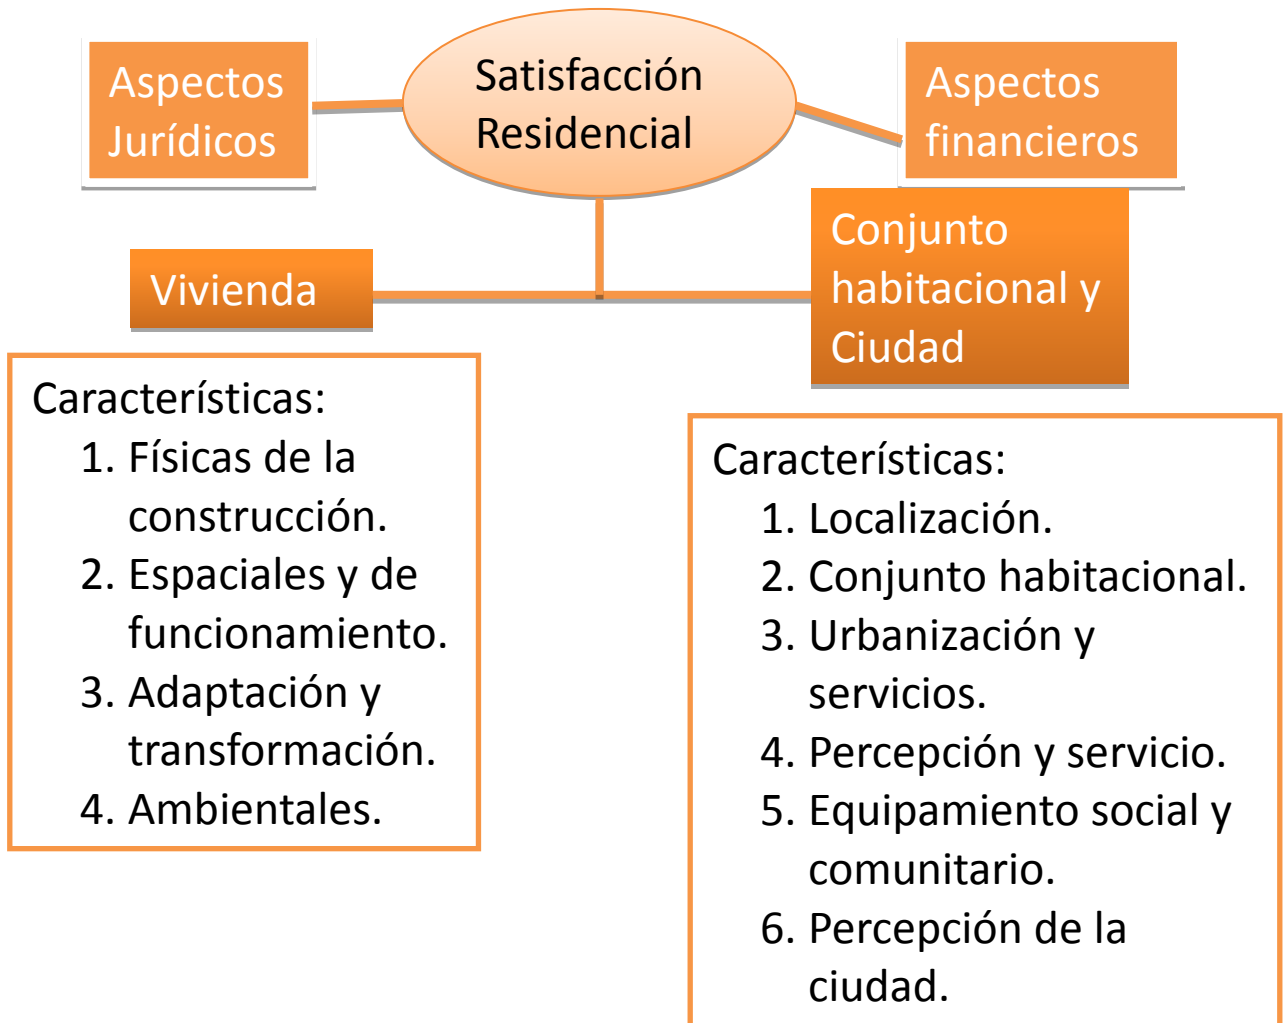 Aspectos
Jurídicos
Satisfacción
Residencial
Aspectos
financieros
Vivienda
Conjunto
habitacional y
Ciudad
Características:
1. Físicas de la
construcción.
2. Espaciales y de
funcionamiento.
3. Adaptación y
transformación.
4. Ambientales.
Características:
1. Localización.
2. Conjunto habitacional.
3. Urbanización y
servicios.
4. Percepción y servicio.
5. Equipamiento social y
comunitario.
6. Percepción de la
ciudad.